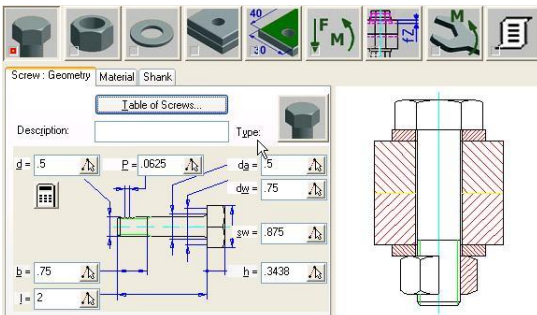 40
30
F
M
fZ
M
Screw : Geometry Material Shank
Table of Screws...
Description:
Type:
d = .5
P = .0625
da = .5
dw = .75
sw = .875
b = .75
h = .3438
l = 2